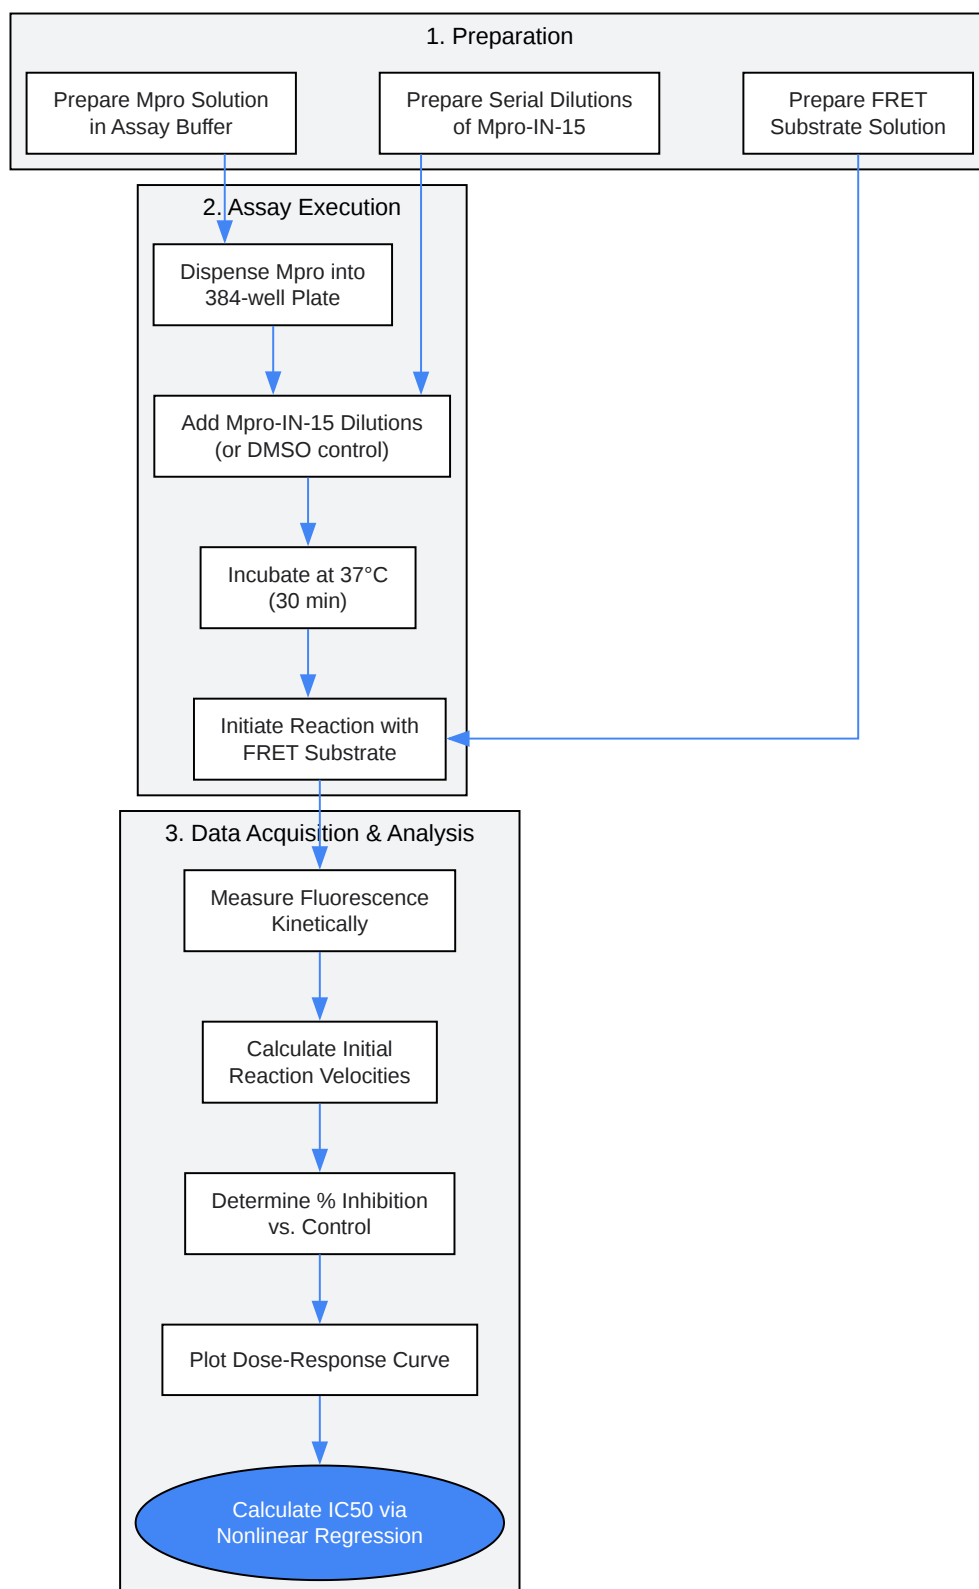 1. Preparation
Prepare Mpro Solution
in Assay Buffer
Prepare Serial Dilutions
of Mpro-IN-15
Prepare FRET
Substrate Solution
2. Assay Execution
Dispense Mpro into
384-well Plate
Add Mpro-IN-15 Dilutions
(or DMSO control)
Incubate at 37°C
(30 min)
Initiate Reaction with
FRET Substrate
3. Data Acquisition & Analysis
Measure Fluorescence
Kinetically
Calculate Initial
Reaction Velocities
Determine % Inhibition
vs. Control
Plot Dose-Response Curve
Calculate IC50 via
Nonlinear Regression